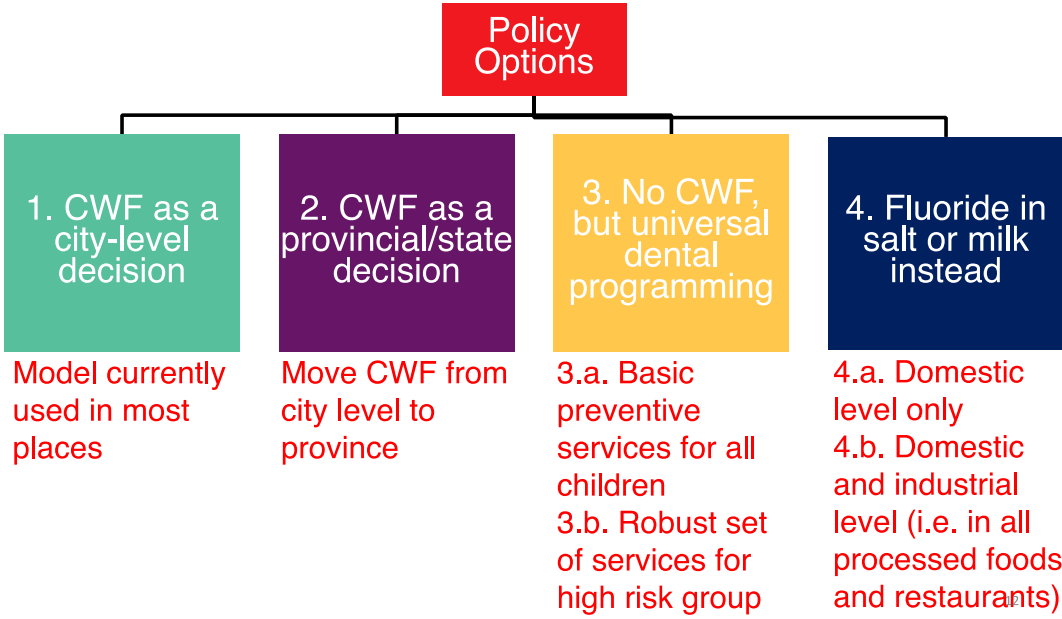 Policy
Options
1. CWF as a
city-level
decision
2. CWF as a
provincial/state
decision
3. No CWF,
but universal
dental
programming
4. Fluoride in
salt or milk
instead
Model currently
used in most
places
Move CWF from
city level to
province
3.a. Basic
preventive
services for all
children
3.b. Robust set
of services for
high risk group
4.a. Domestic
level only
4.b. Domestic
and industrial
level (i.e. in all
processed foods
and restaurants)
12